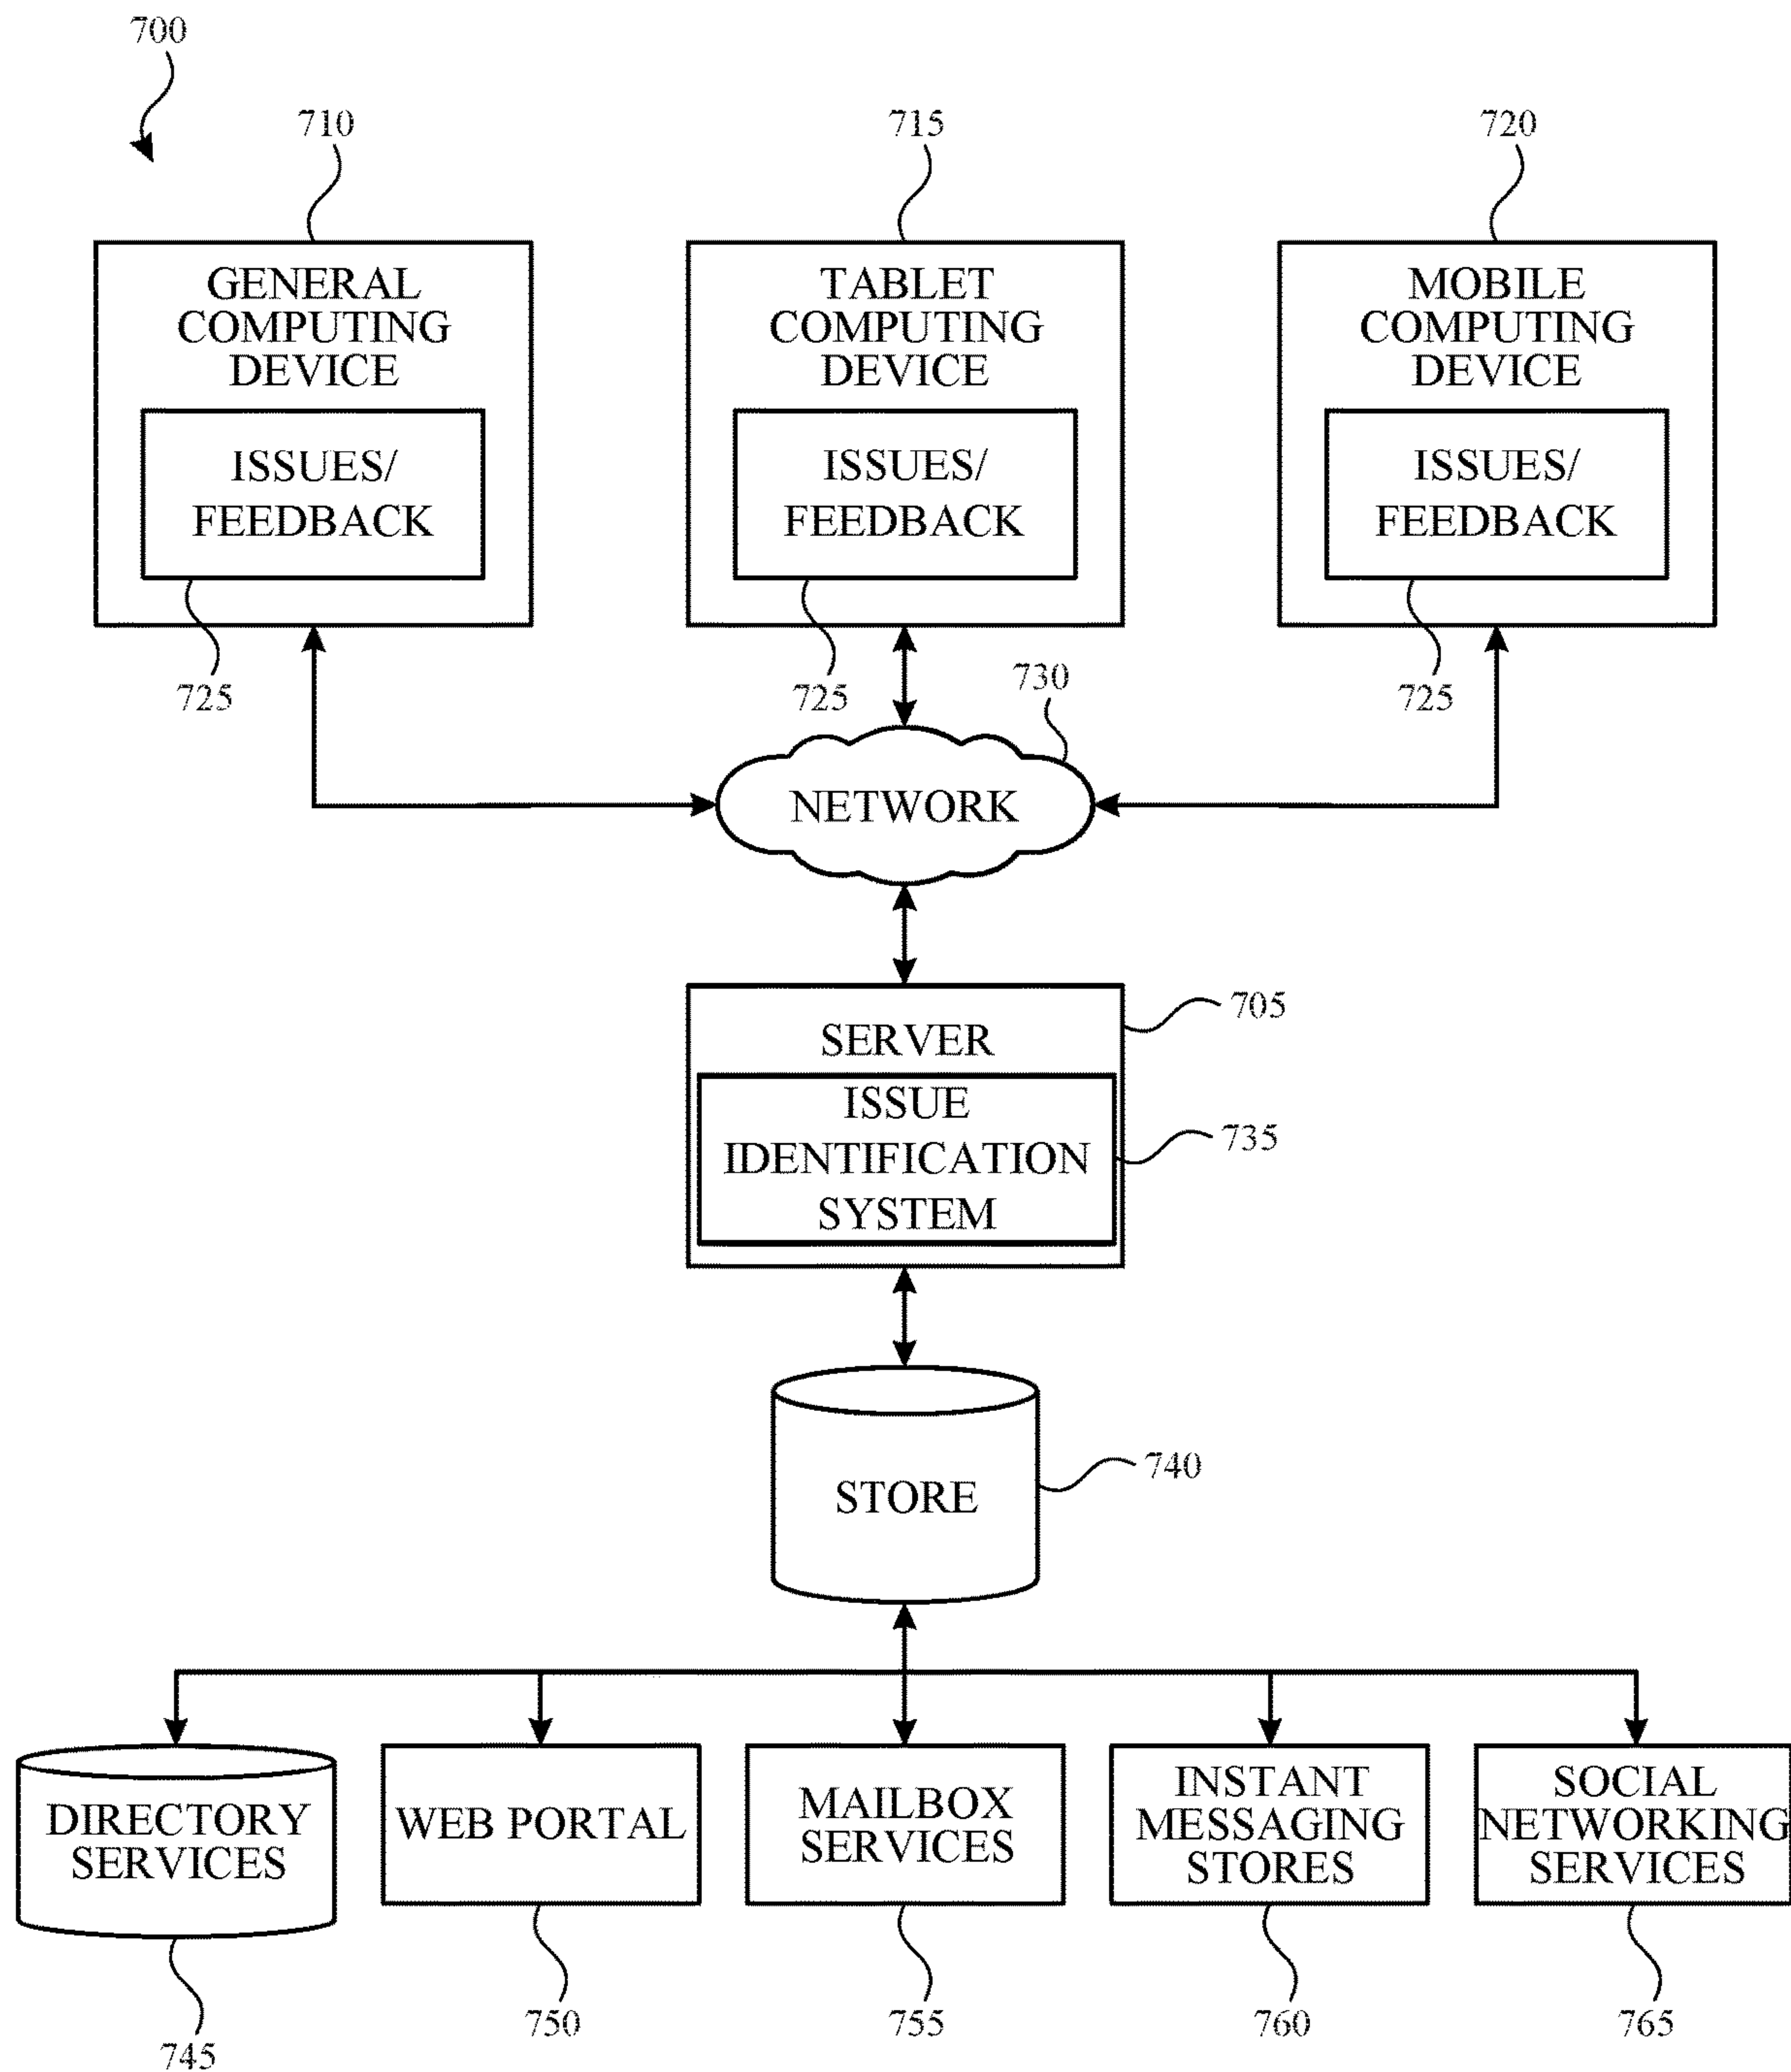 700
710
715
720
GENERAL
COMPUTING
DEVICE
ISSUES/
FEEDBACK
TABLET
COMPUTING
DEVICE
ISSUES/
FEEDBACK
MOBILE
COMPUTING
DEVICE
ISSUES/
FEEDBACK
725
725
730
725
NETWORK
705
SERVER
ISSUE
IDENTIFICATION
SYSTEM
735
STORE
740
DIRECTORY
SERVICES
WEB PORTAL
MAILBOX
SERVICES
INSTANT
MESSAGING
STORES
SOCIAL
NETWORKING
SERVICES
745
750
755
760
765